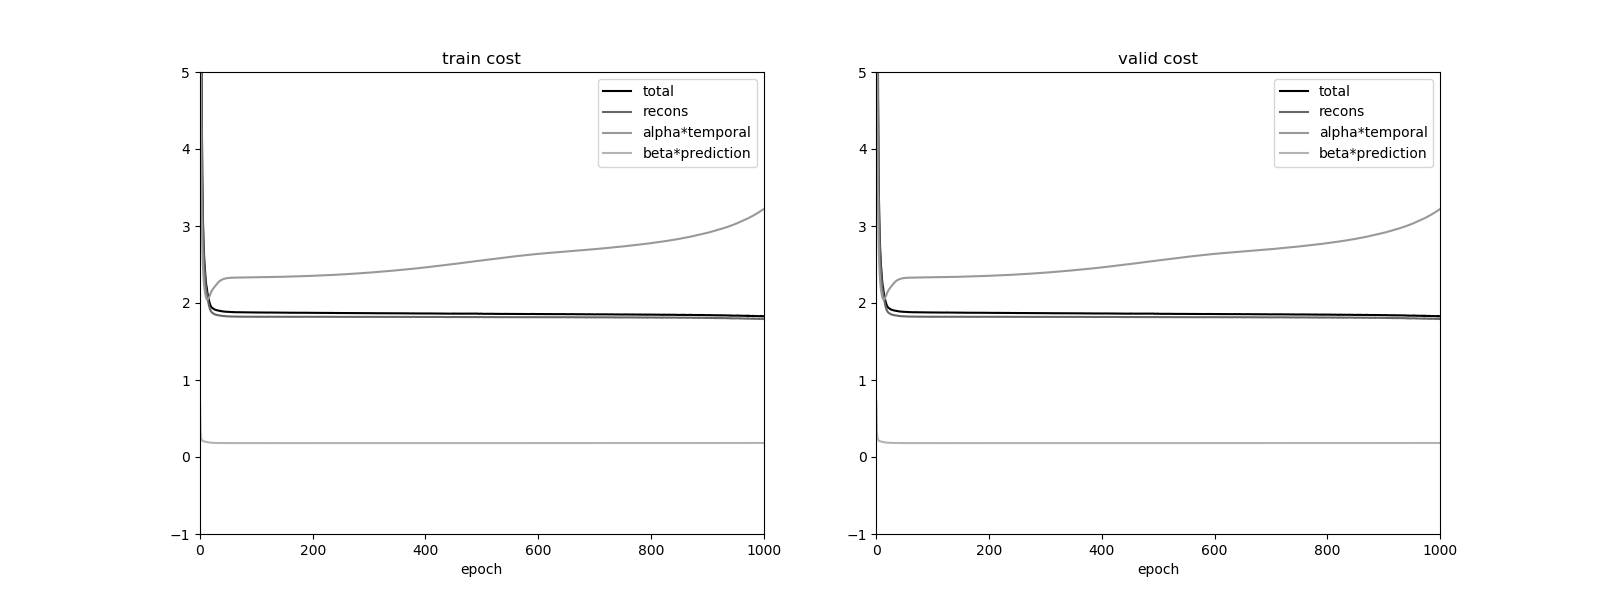 train cost
5
4
3
2
1
0
−1
0 200 400 600 800 1000
epoch
total
recons
alpha*temporal
beta*prediction
valid cost
5
4
3
2
1
0
−1
0 200 400 600 800 1000
epoch
total
recons
alpha*temporal
beta*prediction